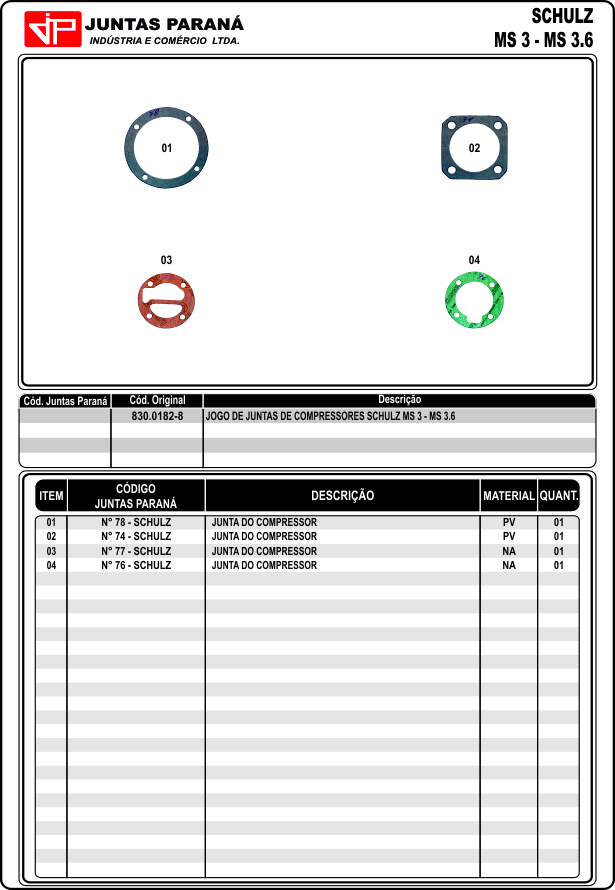 JP
JUNTAS PARANÁ
INDÚSTRIA E COMÉRCIO LTDA.
SCHULZ
MS 3 - MS 3.6
78
01
74
02
03
04
76
Cód. Juntas Paraná Cód. Original Descrição
830.0182-8 JOGO DE JUNTAS DE COMPRESSORES SCHULZ MS 3 - MS 3.6
ITEM CÓDIGO JUNTAS PARANÁ DESCRIÇÃO MATERIAL QUANT.
01 N° 78 - SCHULZ JUNTA DO COMPRESSOR PV 01
02 N° 74 - SCHULZ JUNTA DO COMPRESSOR PV 01
03 N° 77 - SCHULZ JUNTA DO COMPRESSOR NA 01
04 N° 76 - SCHULZ JUNTA DO COMPRESSOR NA 01